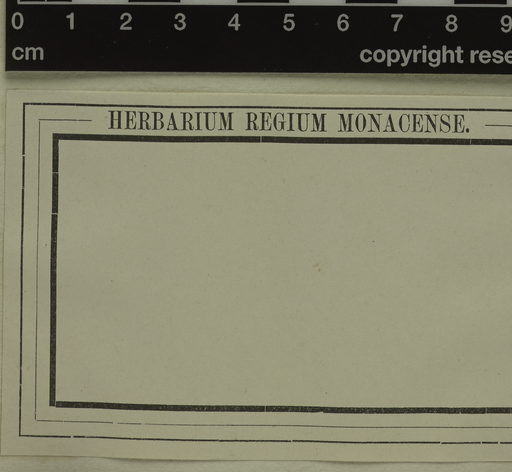 0 1 2 3 4 5 6 7 8 9
cm copyright rese
HERBARIUM REGIUM MONACENSE.